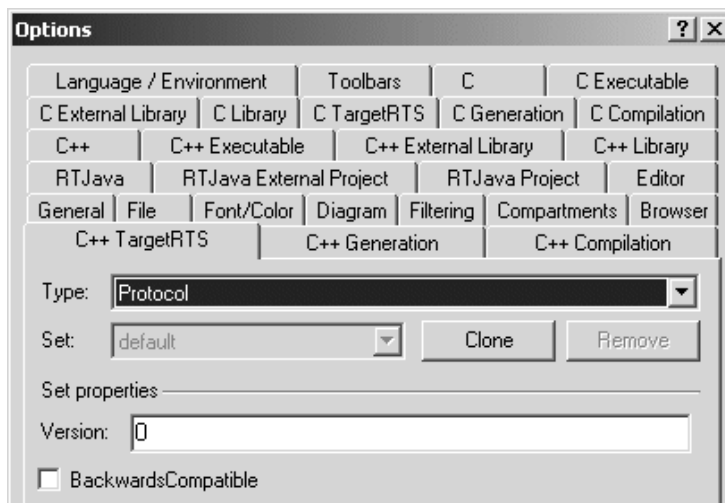 Options
Language / Environment Toolbars C C Executable
C External Library C Library C TargetRTS C Generation C Compilation
C++ C++ Executable C++ External Library C++ Library
RTJava RTJava External Project RTJava Project Editor
General File Font/Color Diagram Filtering Compartments Browser
C++ TargetRTS C++ Generation C++ Compilation
Type: Protocol
Set: default Clone Remove
Set properties
Version: 0
BackwardsCompatible